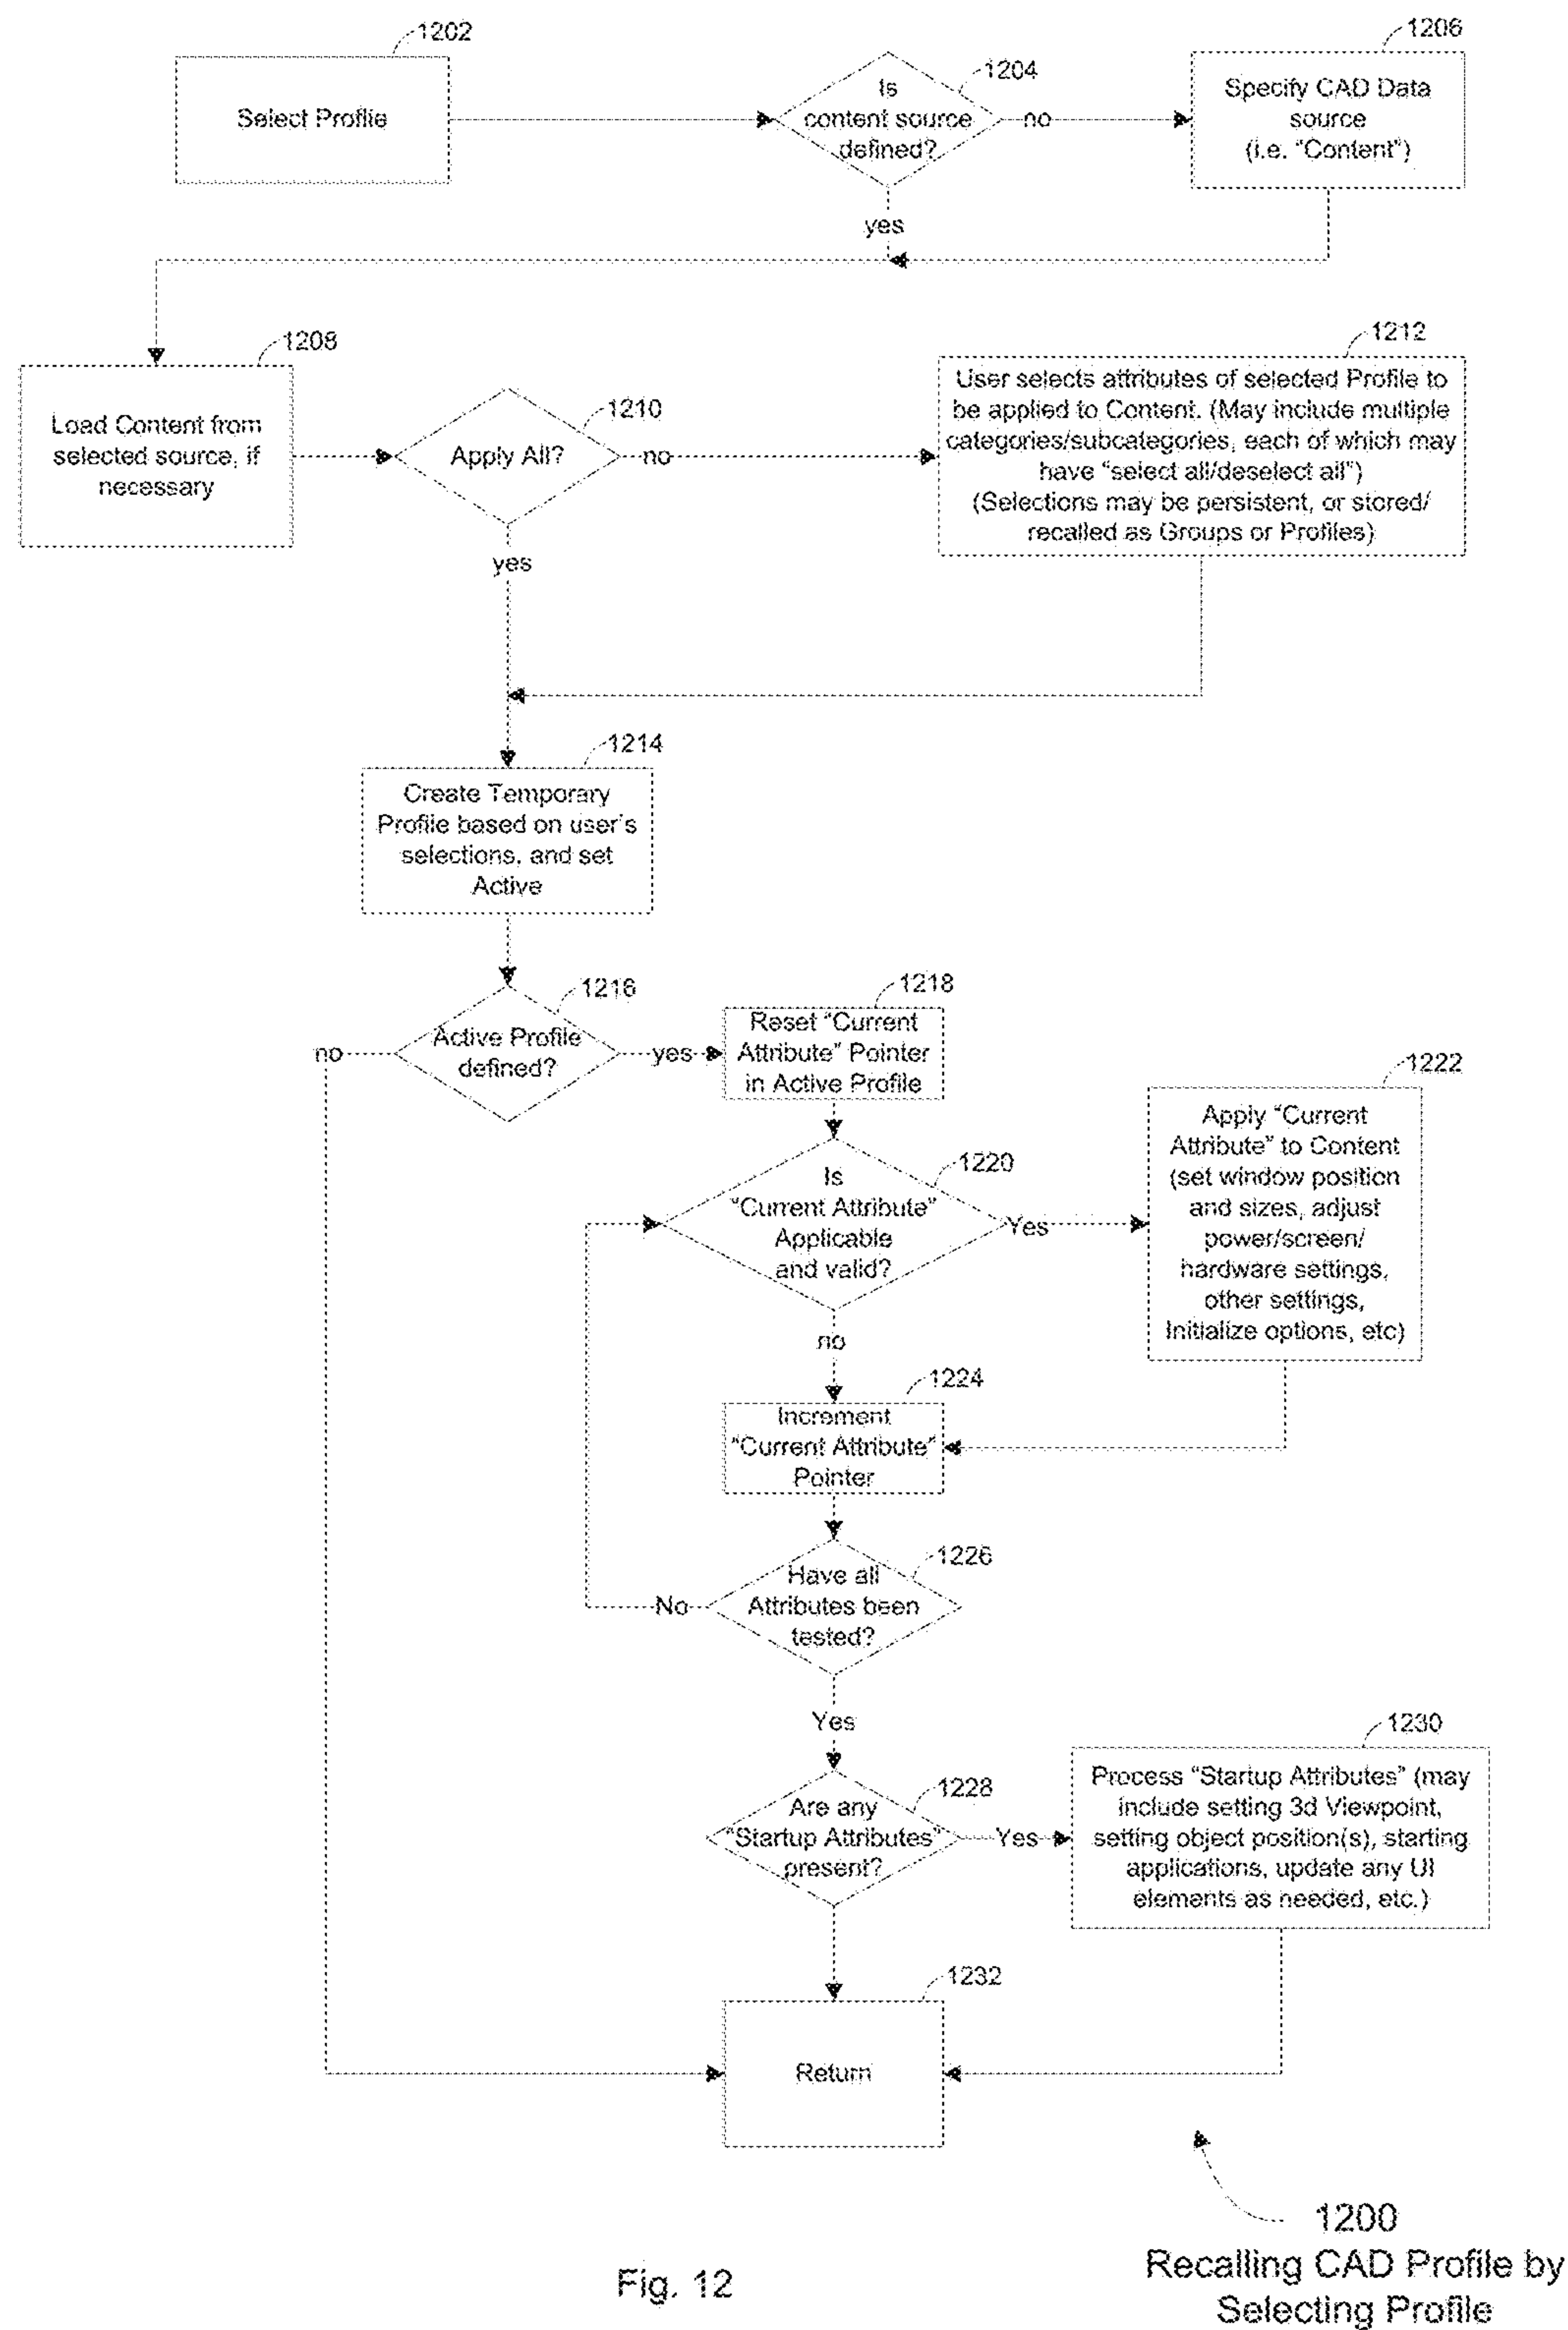 1202
Select Profile
1204
Is
content source
defined?
no
yes
1206
Specify CAD Data
source
(i.e. “Content”)
1208
Load Content from
selected source, if
necessary
1210
Apply All?
no
yes
1212
User selects attributes of selected Profile to
be applied to Content. (May include multiple
categories/subcategories, each of which may
have “select all/deselect all”)
(Selections may be persistent, or stored/
recalled as Groups or Profiles)
1214
Create Temporary
Profile based on user's
selections, and set
Active
1216
Active Profile
defined?
no
yes
1218
Reset “Current
Attribute” Pointer
in Active Profile
1220
Is
“Current Attribute”
Applicable
and valid?
Yes
no
1222
Apply “Current
Attribute” to Content
(set window position
and sizes, adjust
power/screen/
hardware settings,
other settings,
Initialize options, etc)
1224
Increment
“Current Attribute”
Pointer
1226
Have all
Attributes been
tested?
No
Yes
1228
Are any
“Startup Attributes”
present?
Yes
1230
Process “Startup Attributes” (may
include setting 3d Viewpoint,
setting object position(s), starting
applications, update any UI
elements as needed, etc.)
1232
Return
1200
Recalling CAD Profile by
Selecting Profile
Fig. 12